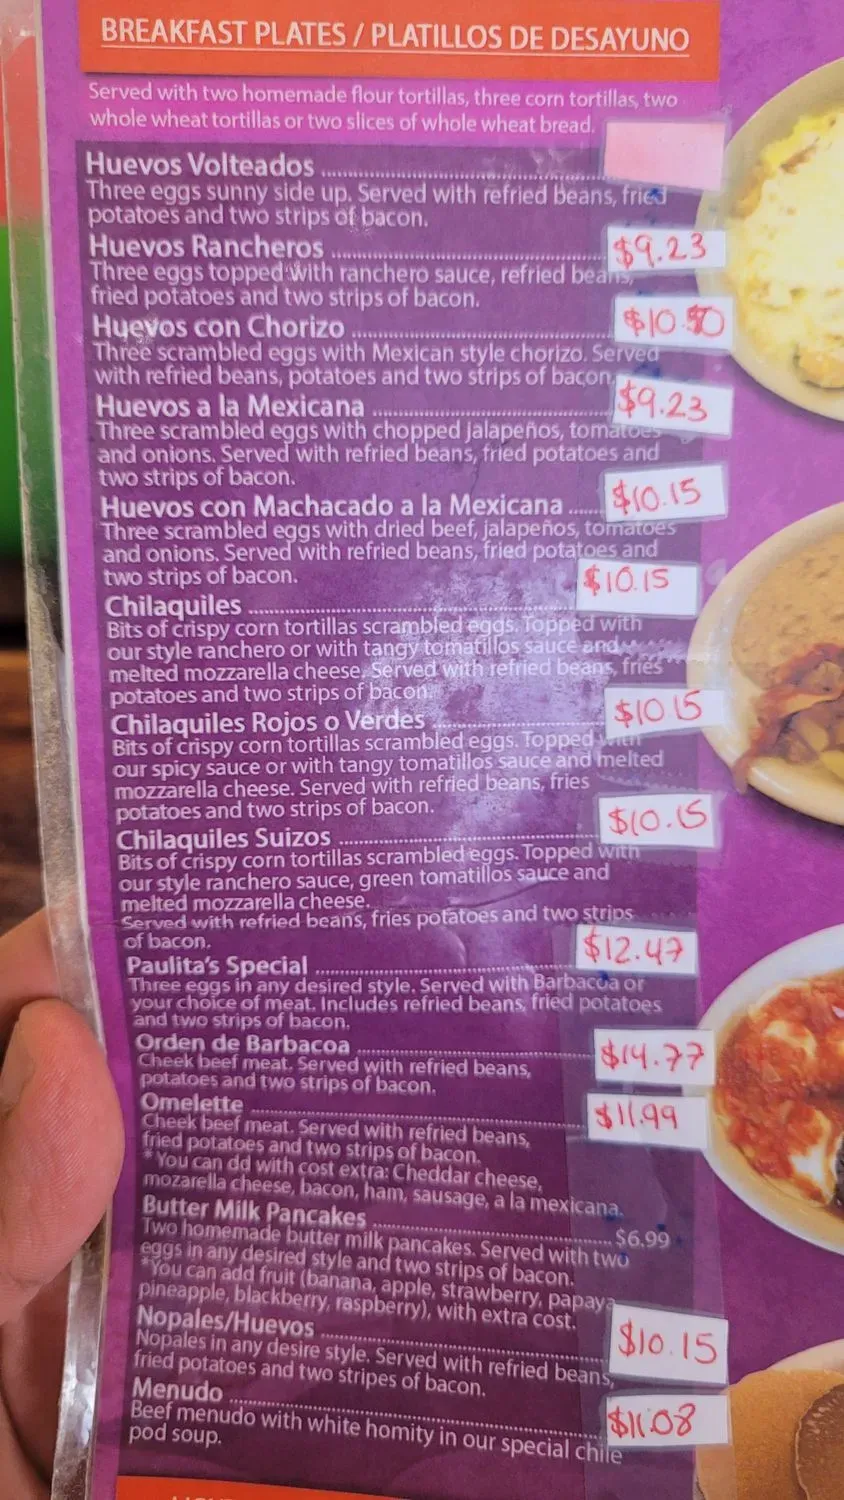 BREAKFAST PLATES / PLATILLOS DE DESAYUNO
Served with two homemade flour tortillas, three corn tortillas, two
whole wheat tortillas or two slices of whole wheat bread.
Huevos Volteados
Three eggs sunny side up. Served with refried beans, fried
potatoes and two strips of bacon.
Huevos Rancheros $9.23
Three eggs topped with ranchero sauce, refried beans,
fried potatoes and two strips of bacon.
Huevos con Chorizo $10.50
Three scrambled eggs with Mexican style chorizo. Served
with refried beans, potatoes and two strips of bacon
Huevos a la Mexicana $9.23
Three scrambled eggs with chopped jalapeños, tomatoes
and onions. Served with refried beans, fried potatoes and
two strips of bacon.
Huevos con Machacado a la Mexicana $10.15
Three scrambled eggs with dried beef, jalapeños, tomatoes
and onions. Served with refried beans, fried potatoes and
two strips of bacon.
Chilaquiles $10.15
Bits of crispy corn tortillas scrambled eggs. Topped with
our style ranchero or with tangy tomatillos sauce and
melted mozzarella cheese. Served with refried beans, fries
potatoes and two strips of bacon.
Chilaquiles Rojos o Verdes $10.15
Bits of crispy corn tortillas scrambled eggs. Topped with
our spicy sauce or with tangy tomatillos sauce and melted
mozzarella cheese. Served with refried beans, fries
potatoes and two strips of bacon.
Chilaquiles Suizos $10.15
Bits of crispy corn tortillas scrambled eggs. Topped with
our style ranchero sauce, green tomatillos sauce and
melted mozzarella cheese.
Served with refried beans, fries potatoes and two strips
of bacon.
Paulita's Special $12.47
Three eggs in any desired style. Served with Barbacoa or
your choice of meat. Includes refried beans, fried potatoes
and two strips of bacon.
Orden de Barbacoa $14.77
Cheek beef meat. Served with refried beans,
potatoes and two strips of bacon.
Omelette $11.99
Cheek beef meat. Served with refried beans,
fried potatoes and two strips of bacon.
*You can dd with cost extra: Cheddar cheese,
mozarella cheese, bacon, ham, sausage, a la mexicana.
Butter Milk Pancakes $6.99
Two homemade butter milk pancakes. Served with two
eggs in any desired style and two strips of bacon.
*You can add fruit (banana, apple, strawberry, papaya
pineapple, blackberry, raspberry), with extra cost.
Nopales/Huevos $10.15
Nopales in any desire style. Served with refried beans,
fried potatoes and two stripes of bacon.
Menudo $11.08
Beef menudo with white homity in our special chile
pod soup.